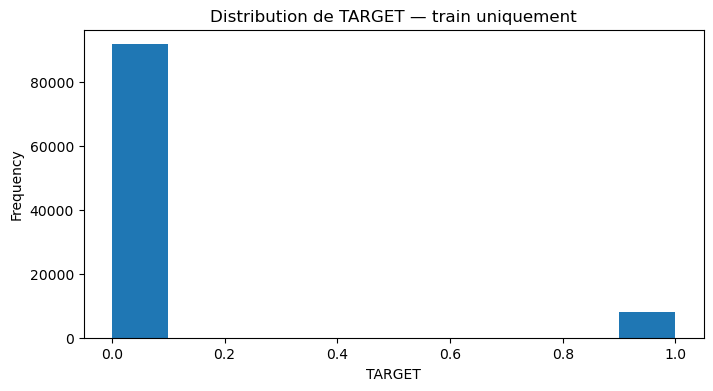 Distribution de TARGET — train uniquement
Frequency
80000
60000
40000
20000
0
0.0 0.2 0.4 0.6 0.8 1.0
TARGET